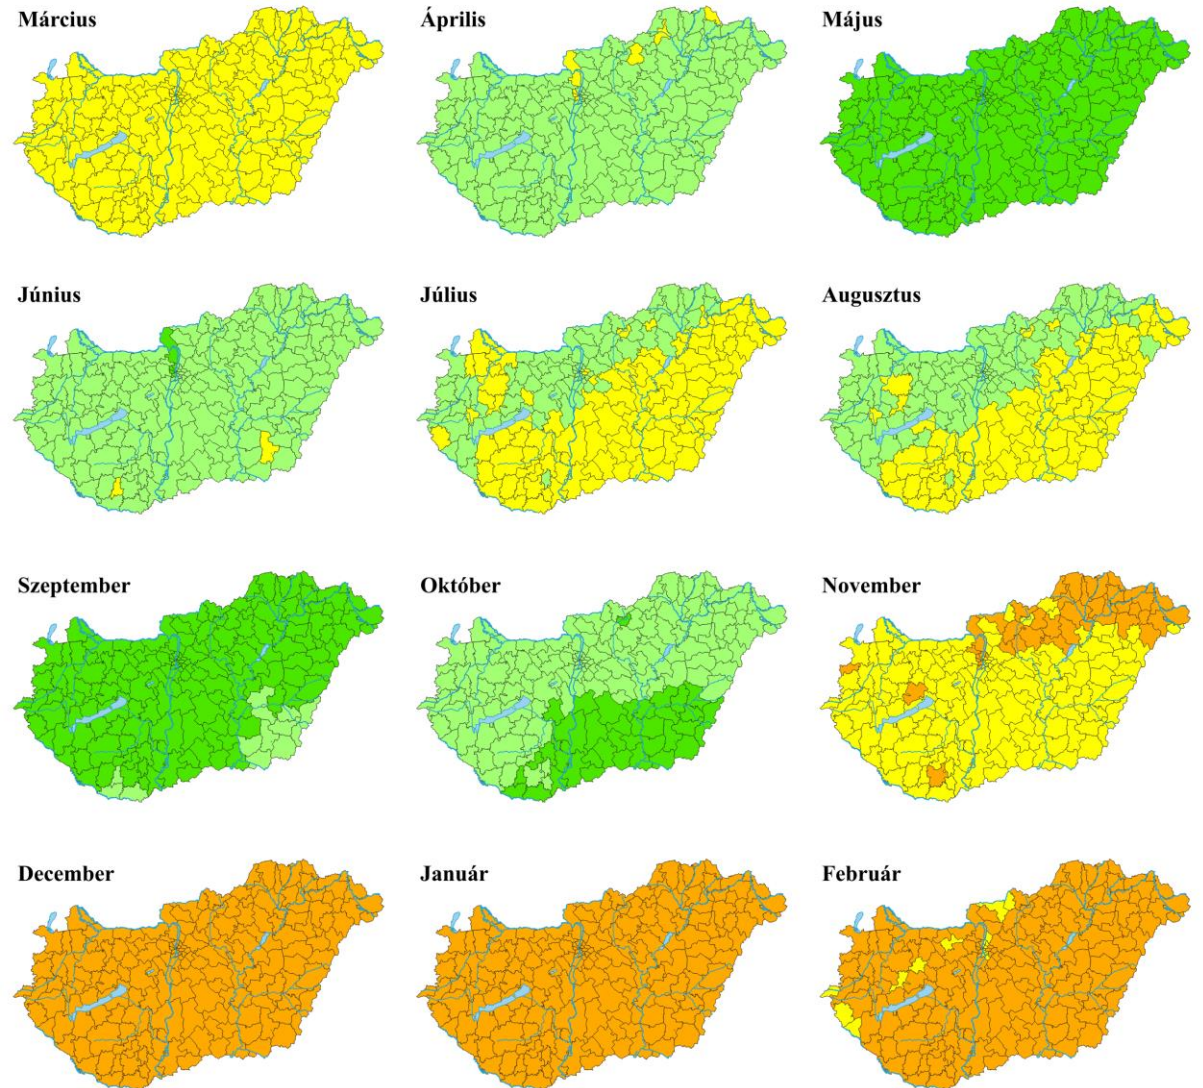 Március
Április
Május
Június
Július
Augusztus
Szeptember
Október
November
December
Január
Február